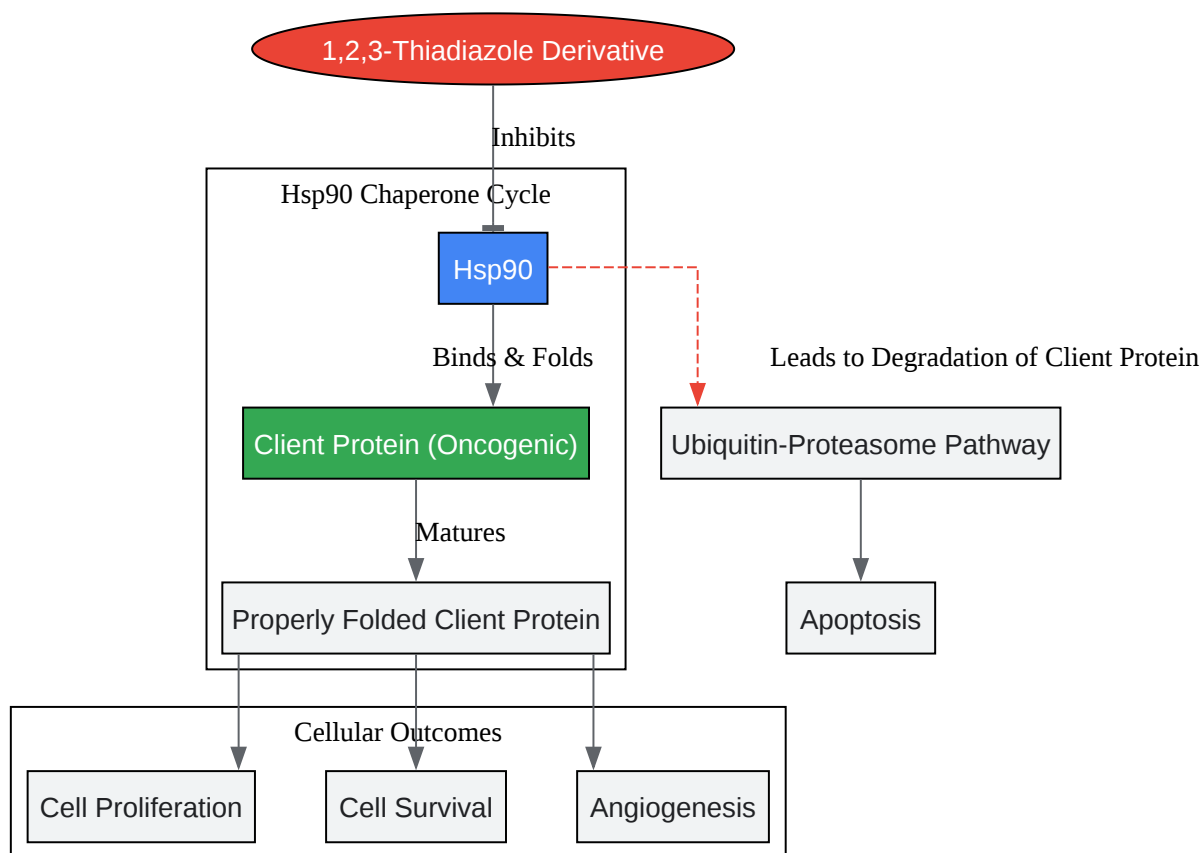 1,2,3-Thiadiazole Derivative
Inhibits
Hsp90 Chaperone Cycle
Hsp90
Binds & Folds
Leads to Degradation of Client Protein
Client Protein (Oncogenic)
Ubiquitin-Proteasome Pathway
Matures
Properly Folded Client Protein
Apoptosis
Cellular Outcomes
Cell Proliferation
Cell Survival
Angiogenesis